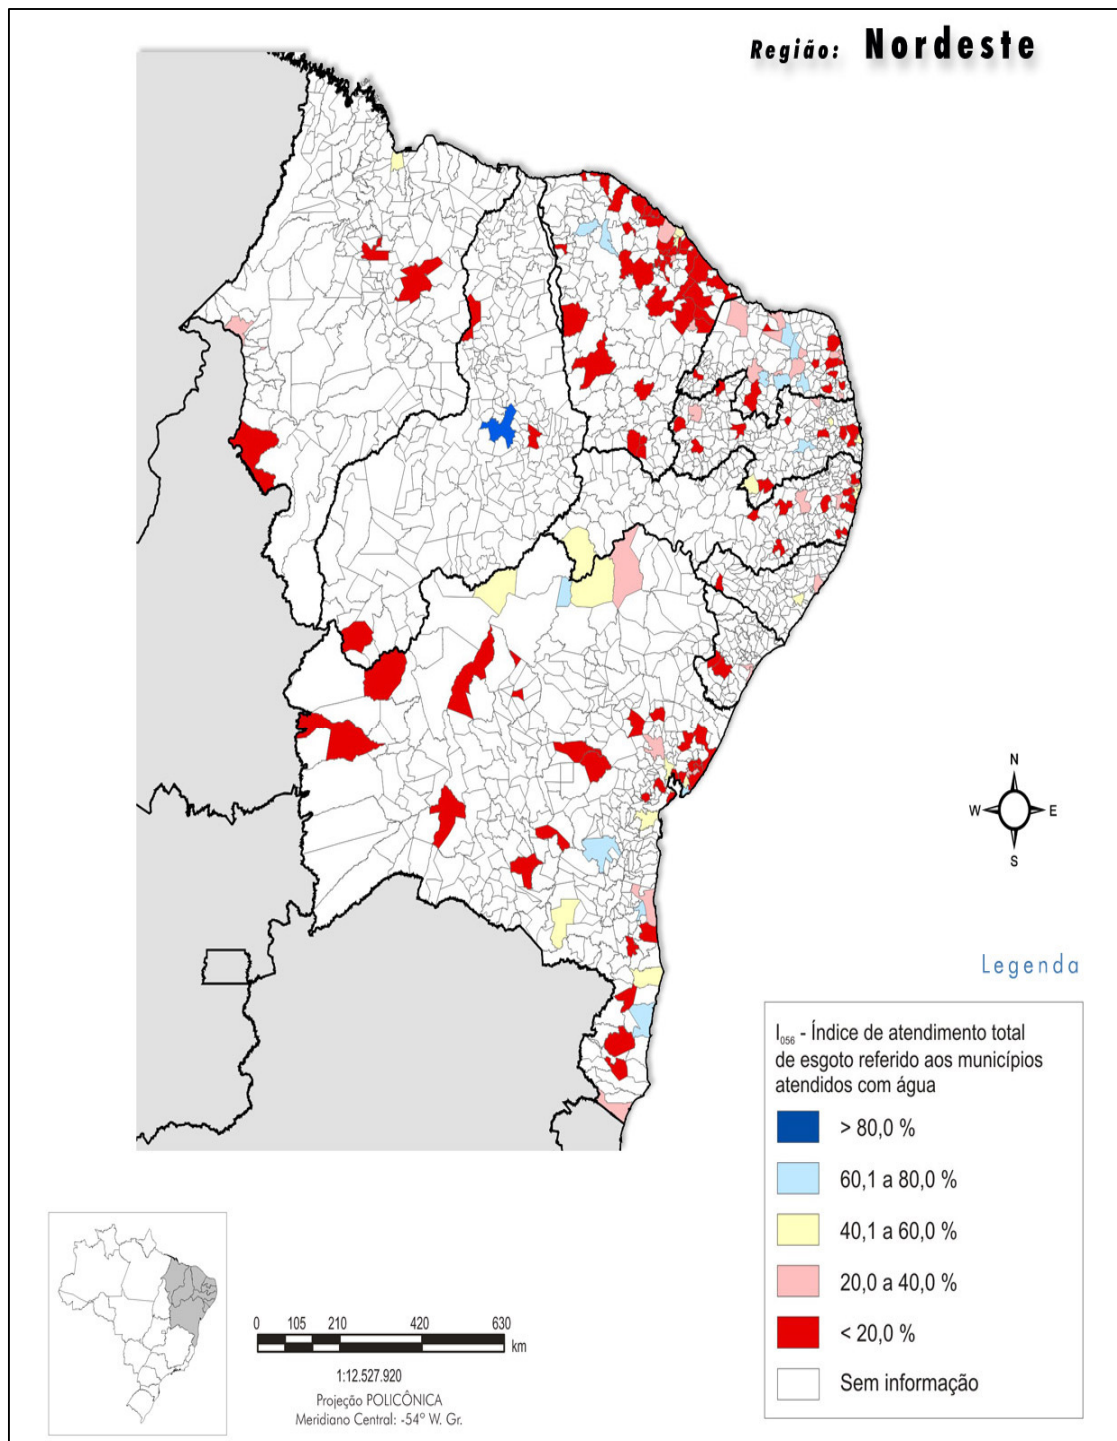 Região: Nordeste
N
W E
S
Legenda
I056 - Índice de atendimento total
de esgoto referido aos municípios
atendidos com água
> 80,0 %
60,1 a 80,0 %
40,1 a 60,0 %
20,0 a 40,0 %
< 20,0 %
Sem informação
0 105 210 420 630
km
1:12.527.920
Projeção POLICÔNICA
Meridiano Central: -54º W. Gr.